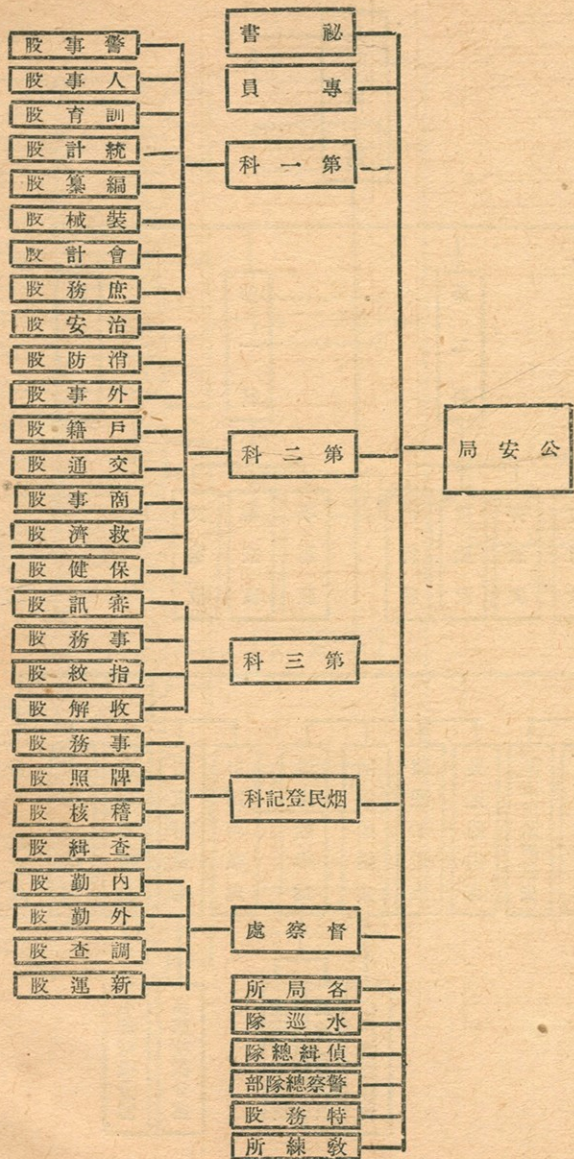 公安局
祕書
專員
第一科
警事股
人事股
訓育股
統計股
編纂股
裝械股
會計股
庶務股
第二科
治安股
消防股
外事股
戶籍股
交通股
商事股
救濟股
保健股
第三科
審訊股
事務股
指紋股
收解股
烟民登記科
事務股
牌照股
稽核股
查緝股
督察處
內勤股
外勤股
調查股
新運股
各局所
水巡隊
偵緝總隊
警察總隊部
特務股
教練所